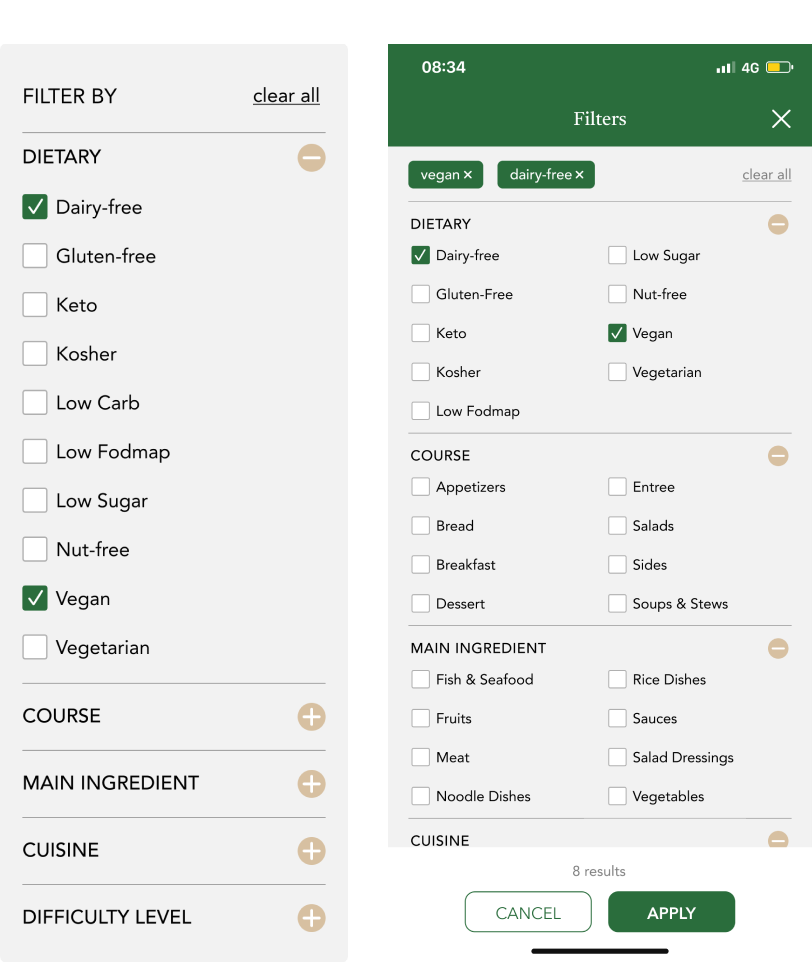 FILTER BY clear all
DIETARY
Dairy-free
Gluten-free
Keto
Kosher
Low Carb
Low Fodmap
Low Sugar
Nut-free
Vegan
Vegetarian
COURSE
MAIN INGREDIENT
CUISINE
DIFFICULTY LEVEL
08:34 4G
Filters
vegan × dairy-free × clear all
DIETARY
Dairy-free Low Sugar
Gluten-Free Nut-free
Keto Vegan
Kosher Vegetarian
Low Fodmap
COURSE
Appetizers Entree
Bread Salads
Breakfast Sides
Dessert Soups & Stews
MAIN INGREDIENT
Fish & Seafood Rice Dishes
Fruits Sauces
Meat Salad Dressings
Noodle Dishes Vegetables
CUISINE
8 results
CANCEL APPLY